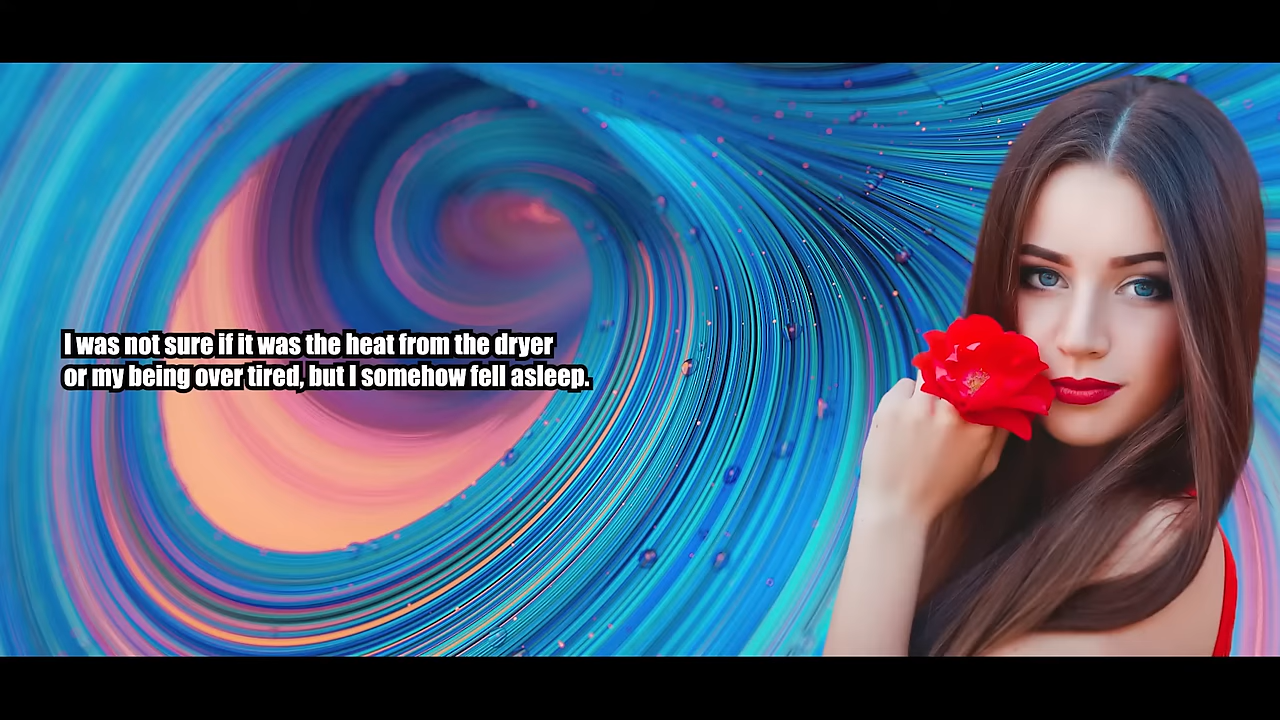 I was not sure if it was the heat from the dryer
or my being over tired, but I somehow fell asleep.